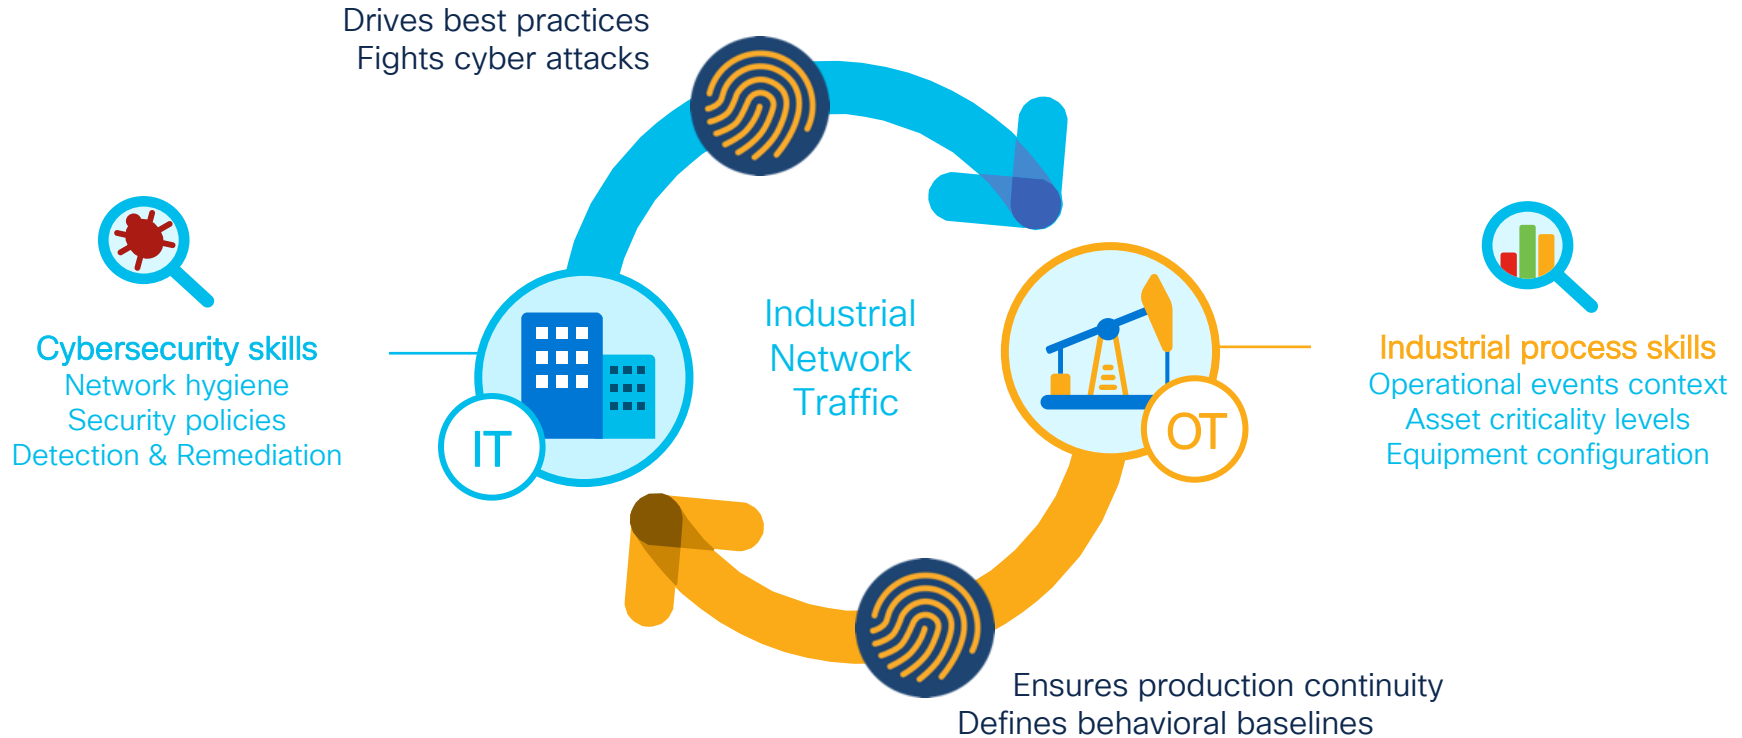 Drives best practices
Fights cyber attacks
Cybersecurity skills
Network hygiene
Security policies
Detection & Remediation
IT
Industrial
Network
Traffic
OT
Industrial process skills
Operational events context
Asset criticality levels
Equipment configuration
Ensures production continuity
Defines behavioral baselines